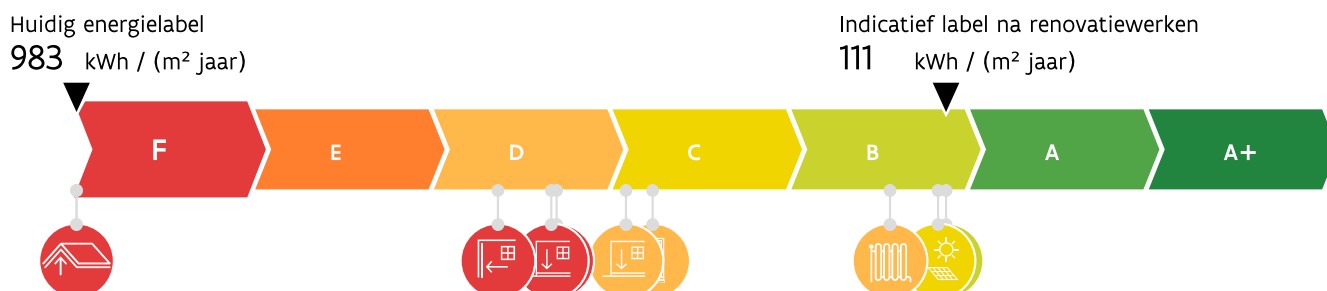 Huidig energielabel
983 kWh / (m² jaar)
Indicatief label na renovatiewerken
111 kWh / (m² jaar)
F E D C B A A+